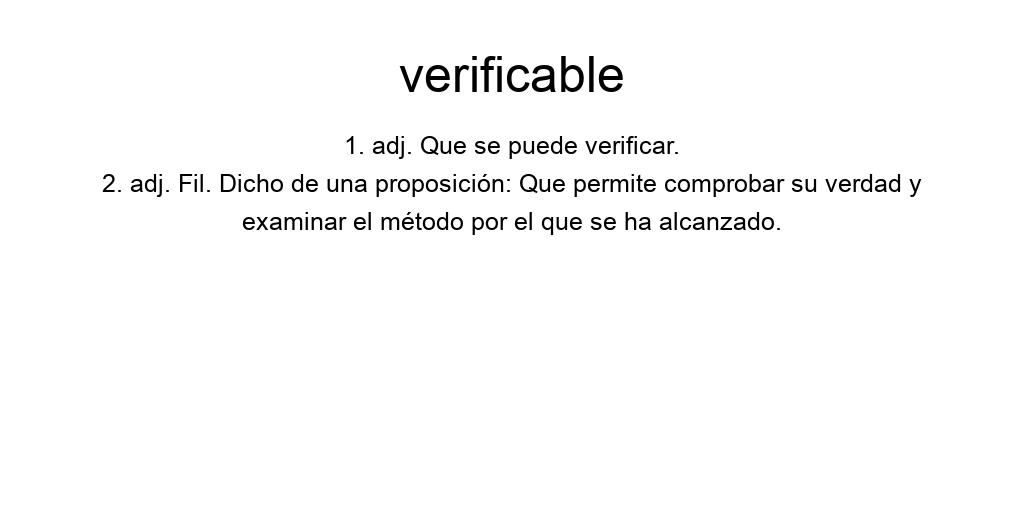 verificable
1. adj. Que se puede verificar.
2. adj. Fil. Dicho de una proposición: Que permite comprobar su verdad y
examinar el método por el que se ha alcanzado.